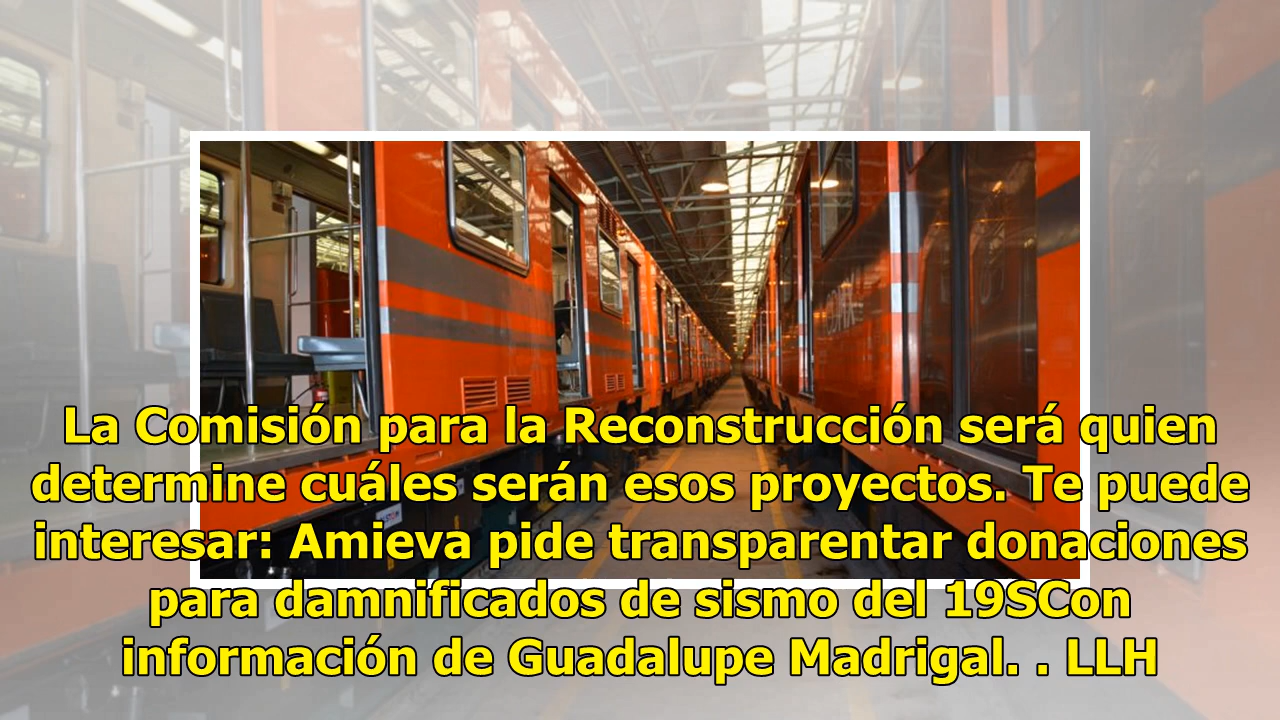 La Comisión para la Reconstrucción será quien
determine cuáles serán esos proyectos. Te puede
interesar: Amieva pide transparentar donaciones
para damnificados de sismo del 19SCon
información de Guadalupe Madrigal. . LLH